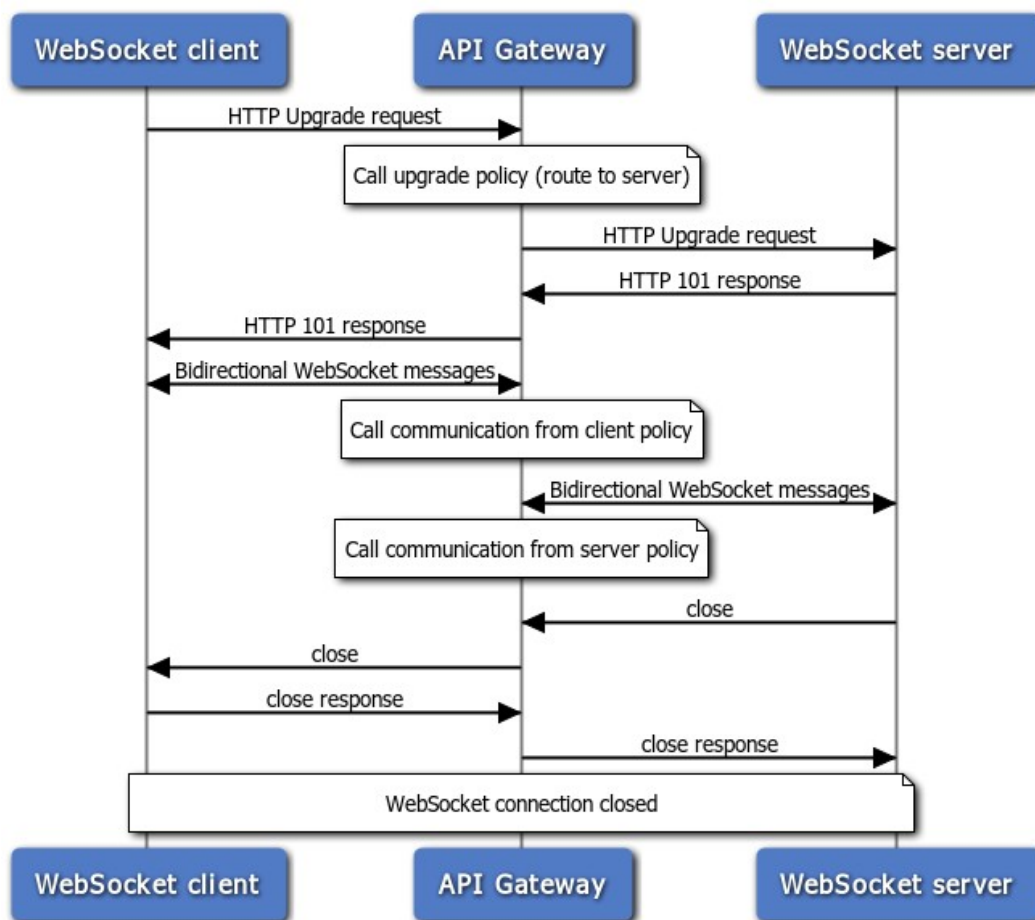 WebSocket client
API Gateway
WebSocket server
HTTP Upgrade request
Call upgrade policy (route to server)
HTTP Upgrade request
HTTP 101 response
HTTP 101 response
Bidirectional WebSocket messages
Call communication from client policy
Bidirectional WebSocket messages
Call communication from server policy
close
close
close response
close response
WebSocket connection closed
WebSocket client
API Gateway
WebSocket server